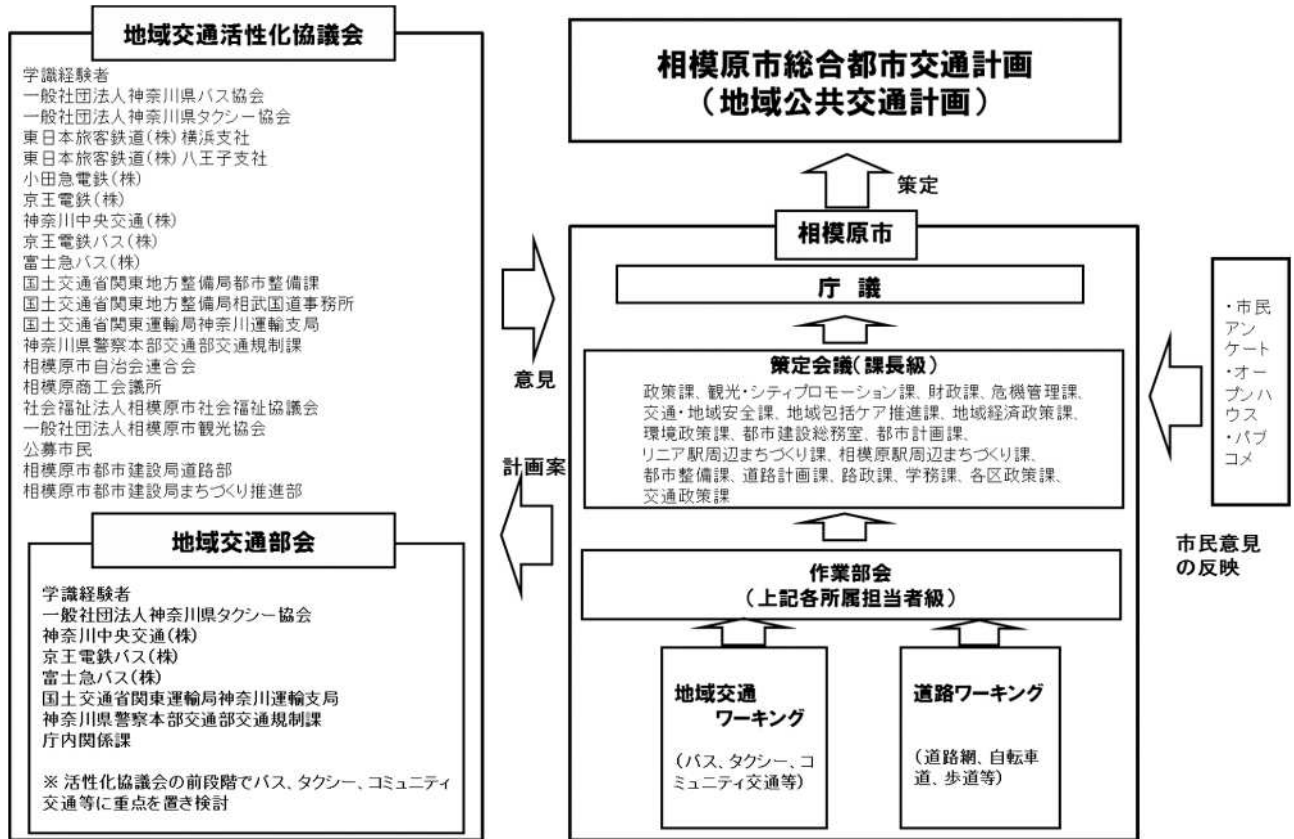 地域交通活性化協議会
学識経験者
一般社団法人神奈川県バス協会
一般社団法人神奈川県タクシー協会
東日本旅客鉄道(株)横浜支社
東日本旅客鉄道(株)八王子支社
小田急電鉄(株)
京王電鉄(株)
神奈川中央交通(株)
京王電鉄バス(株)
富士急バス(株)
国土交通省関東地方整備局都市整備課
国土交通省関東地方整備局相武国道事務所
国土交通省関東運輸局神奈川運輸支局
神奈川県警察本部交通部交通規制課
相模原市自治会連合会
相模原商工会議所
社会福祉法人相模原市社会福祉協議会
一般社団法人相模原市観光協会
公募市民
相模原市都市建設局道路部
相模原市都市建設局まちづくり推進部
地域交通部会
学識経験者
一般社団法人神奈川県タクシー協会
神奈川中央交通(株)
京王電鉄バス(株)
富士急バス(株)
国土交通省関東運輸局神奈川運輸支局
神奈川県警察本部交通部交通規制課
庁内関係課
※ 活性化協議会の前段階でバス、タクシー、コミュニティ
交通等に重点を置き検討
意見
計画案
相模原市総合都市交通計画
(地域公共交通計画)
策定
相模原市
庁 議
策定会議(課長級)
政策課、観光・シティプロモーション課、財政課、危機管理課、
交通・地域安全課、地域包括ケア推進課、地域経済政策課、
環境政策課、都市建設総務室、都市計画課、
リニア駅周辺まちづくり課、相模原駅周辺まちづくり課、
都市整備課、道路計画課、路政課、学務課、各区政策課、
交通政策課
作業部会
(上記各所属担当者級)
地域交通
ワーキング
(バス、タクシー、コ
ミュニティ交通等)
道路ワーキング
(道路網、自転車
道、歩道等)
・市民
アン
ケート
・オー
プンハ
ウス
・パブ
コメ
市民意見
の反映